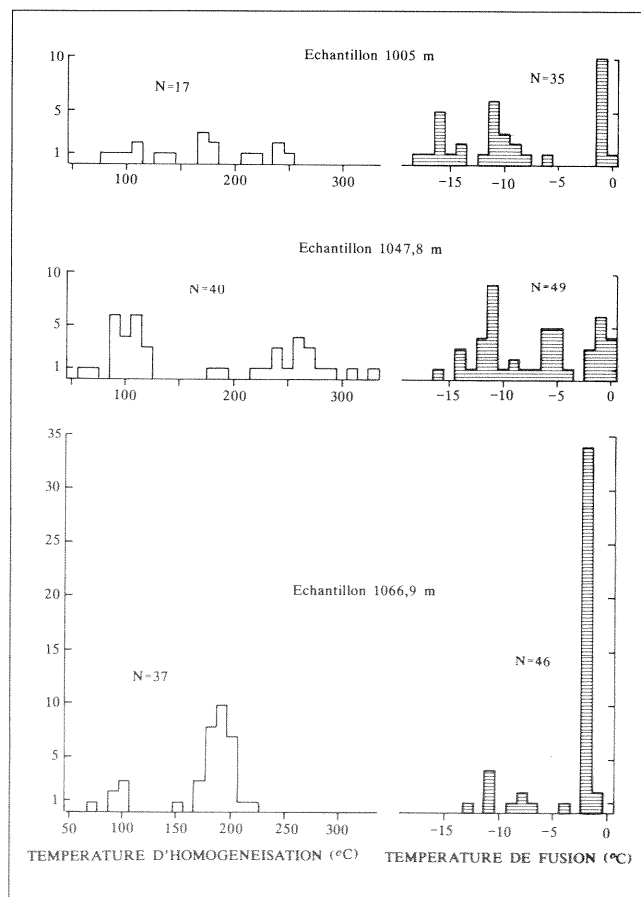 Echantillon 1005 m
10
5
1
N=17
N=35
100 200 300
−15 −10 −5 0
Echantillon 1047,8 m
10
5
1
N=40
N=49
100 200 300
−15 −10 −5 0
35
30
25
20
15
10
5
1
Echantillon 1066,9 m
N=37
N=46
50 100 150 200 250 300
−15 −10 −5 0
TEMPERATURE D'HOMOGENEISATION (°C)
TEMPERATURE DE FUSION (°C)